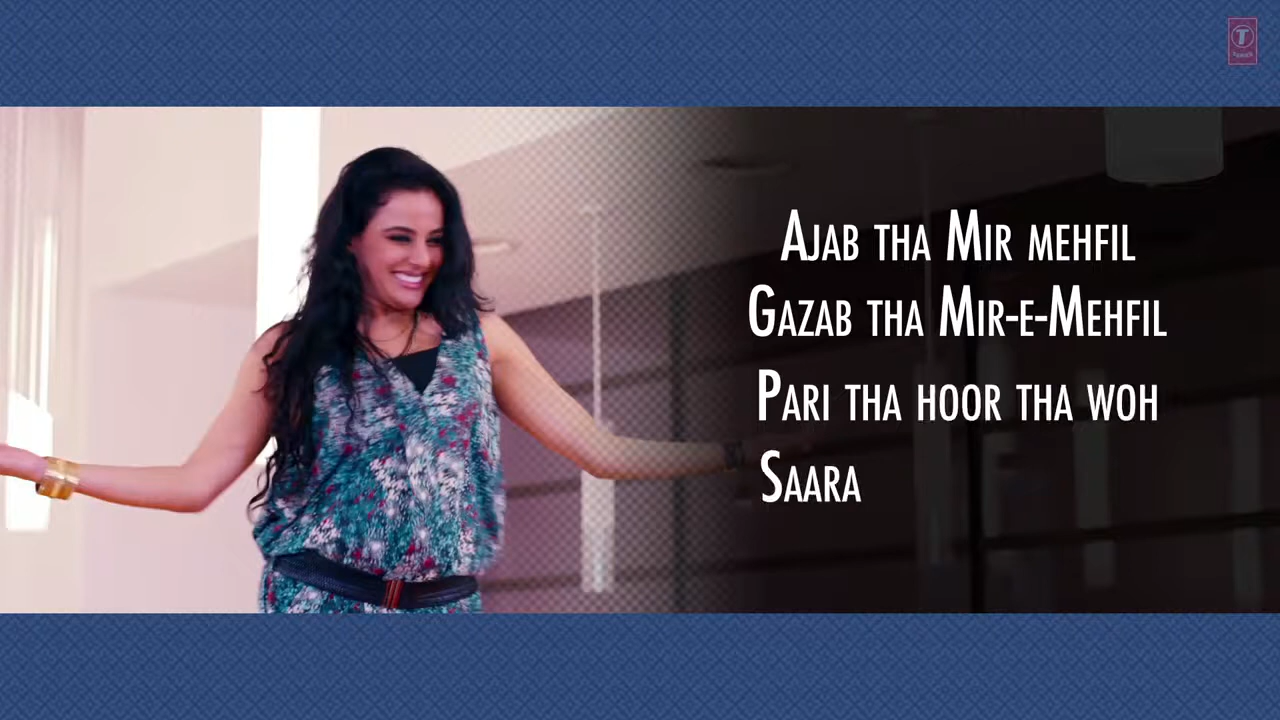 Ajab tha Mir mehfil
Gazab tha Mir-e-Mehfil
Pari tha hoor tha woh
Saara
T